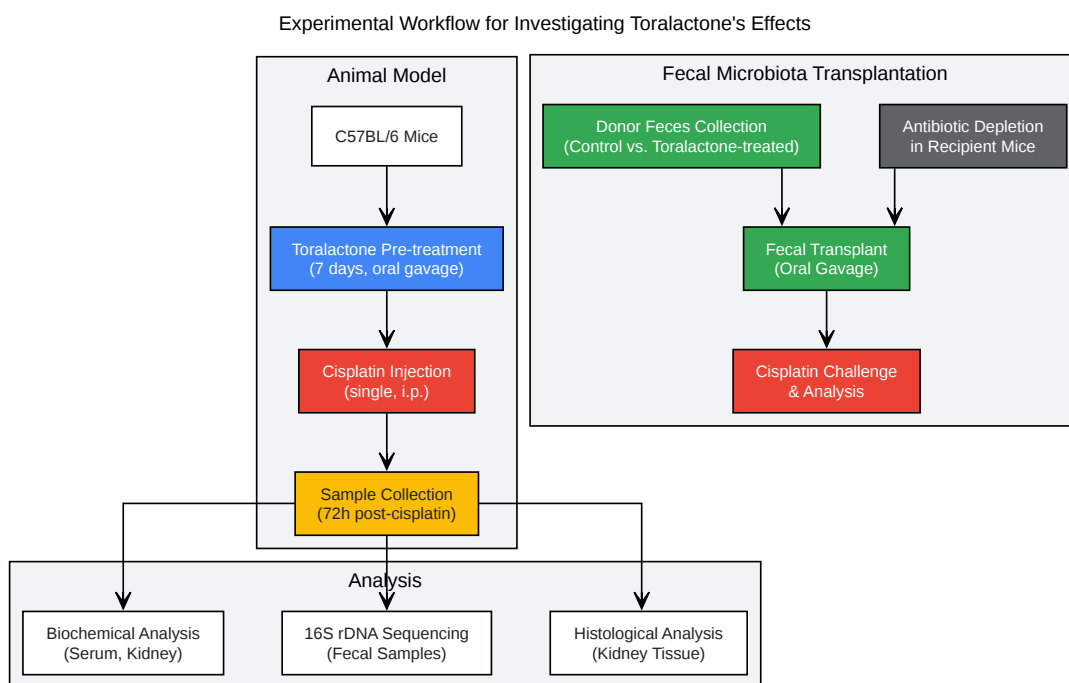 Experimental Workflow for Investigating Toralactone's Effects
Animal Model
C57BL/6 Mice
Toralactone Pre-treatment
(7 days, oral gavage)
Cisplatin Injection
(single, i.p.)
Sample Collection
(72h post-cisplatin)
Fecal Microbiota Transplantation
Donor Feces Collection
(Control vs. Toralactone-treated)
Antibiotic Depletion
in Recipient Mice
Fecal Transplant
(Oral Gavage)
Cisplatin Challenge
& Analysis
Analysis
Biochemical Analysis
(Serum, Kidney)
16S rDNA Sequencing
(Fecal Samples)
Histological Analysis
(Kidney Tissue)